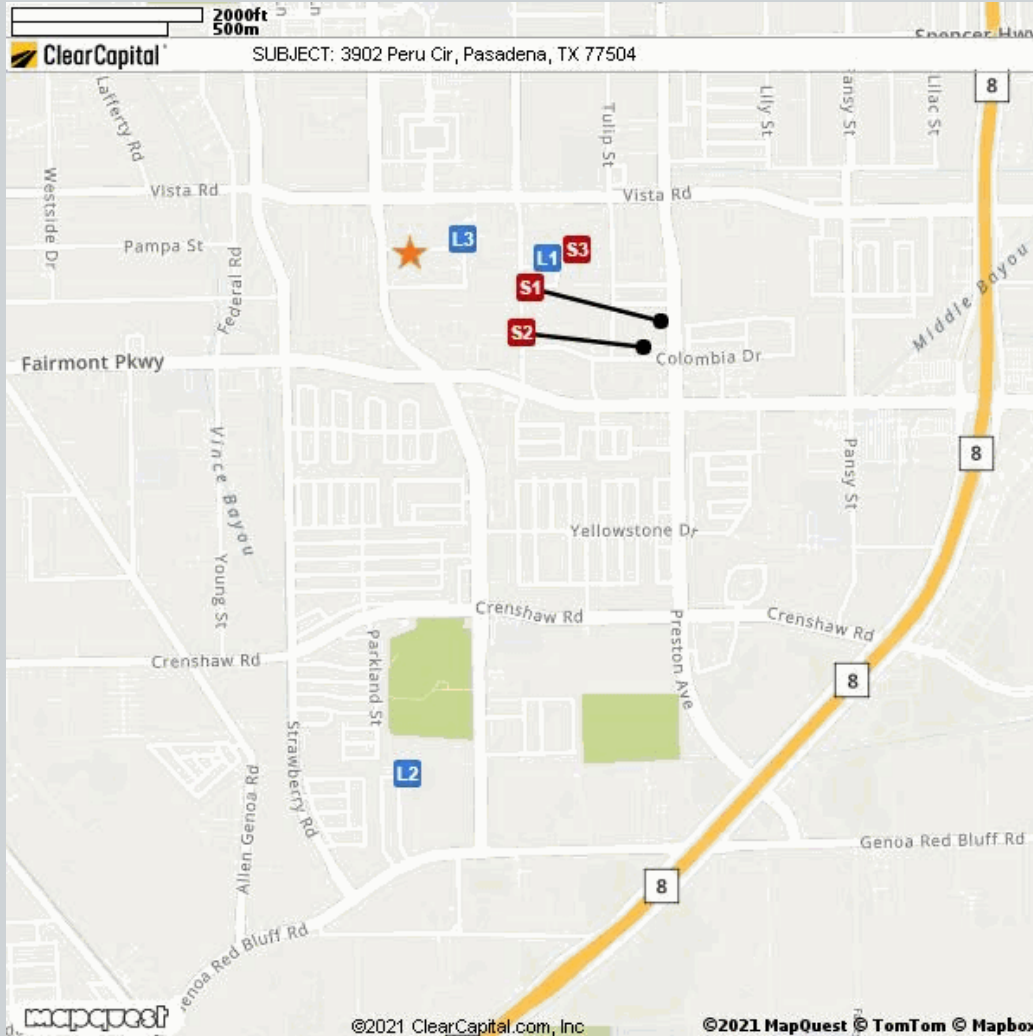 2000ft
500m
ClearCapital
SUBJECT: 3902 Peru Cir, Pasadena, TX 77504
Spencer Hwy
8
Lafferty Rd
Tulip St
Lily St
Pansy St
Lilac St
Westside Dr
Vista Rd
Vista Rd
Pampa St
Federal Rd
L3
L1
S3
S1
S2
Middle Bayou
Colombia Dr
Fairmont Pkwy
Vince Bayou
Pansy St
8
Yellowstone Dr
Young St
Crenshaw Rd
Crenshaw Rd
Crenshaw Rd
Parkland St
Preston Ave
8
Strawberry Rd
L2
Allen Genoa Rd
Genoa Red Bluff Rd
8
enoa Red Bluff Rd
mapquest
©2021 ClearCapital.com, Inc
©2021 MapQuest © TomTom © Mapbo